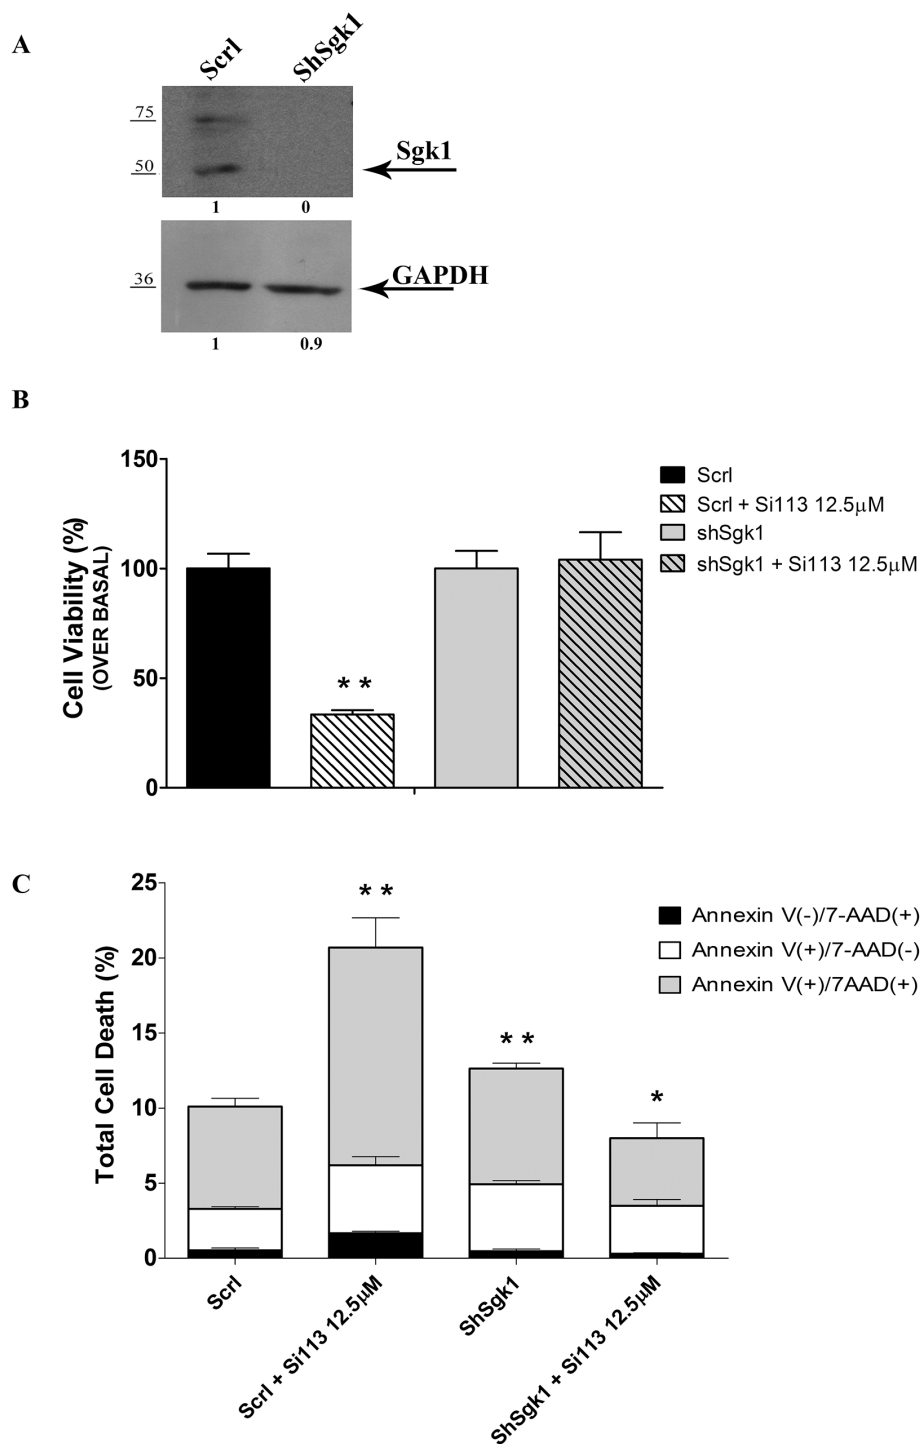 A
Scrl
ShSgk1
75
50
Sgk1
1 0
36
GAPDH
1 0.9
B
150
100
50
0
Cell Viability (%)
(OVER BASAL)
* *
Scrl
Scrl + Si113 12.5µM
shSgk1
shSgk1 + Si113 12.5µM
C
25
20
15
10
5
0
Total Cell Death (%)
* *
* *
*
Annexin V(-)/7-AAD(+)
Annexin V(+)/7-AAD(-)
Annexin V(+)/7AAD(+)
Scrl
Scrl + Si113 12.5µM
ShSgk1
ShSgk1 + Si113 12.5µM